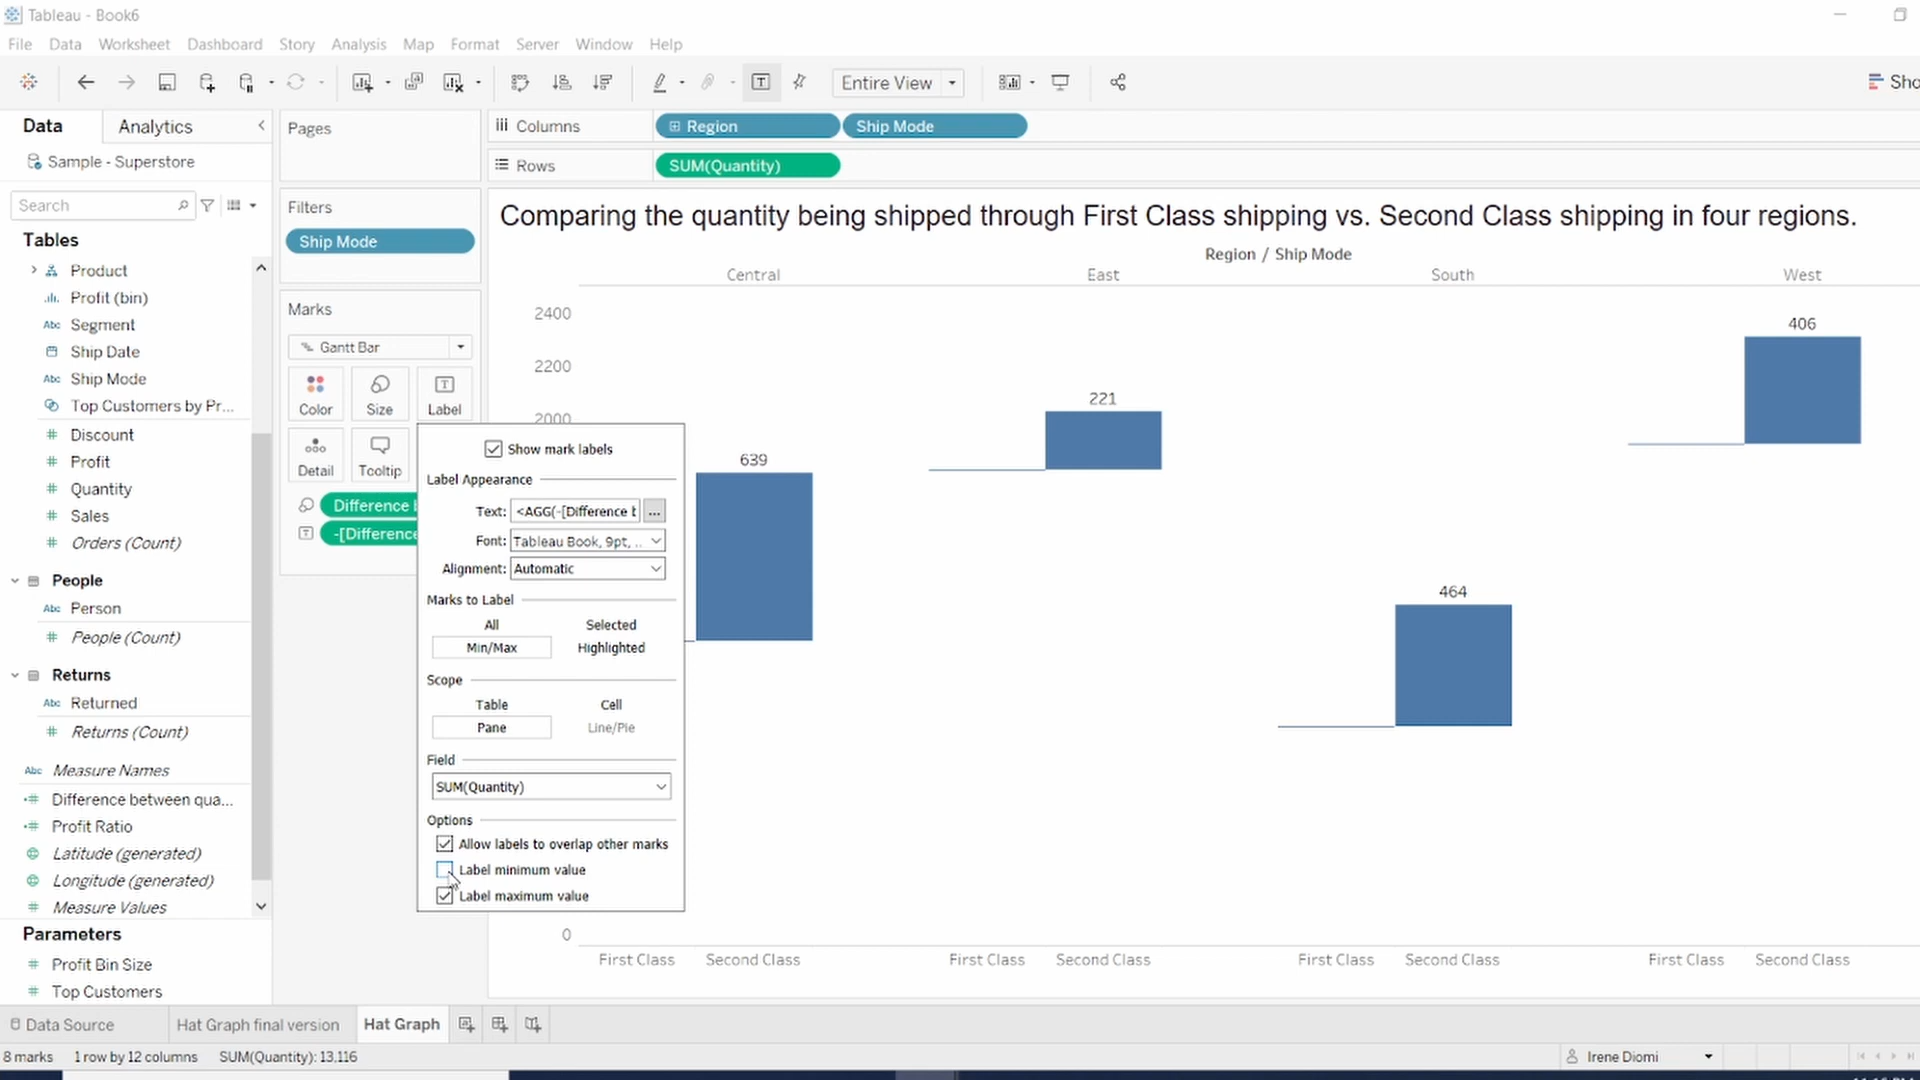 Tableau - Book6
File Data Worksheet Dashboard Story Analysis Map Format Server Window Help
Entire View
Sho
Data Analytics
Sample - Superstore
Search
Tables
Product
Profit (bin)
Abc Segment
Ship Date
Abc Ship Mode
Top Customers by Pr...
# Discount
# Profit
# Quantity
# Sales
# Orders (Count)
People
Abc Person
# People (Count)
Returns
Abc Returned
# Returns (Count)
Abc Measure Names
Difference between qua...
Profit Ratio
Latitude (generated)
Longitude (generated)
# Measure Values
Parameters
# Profit Bin Size
# Top Customers
Pages
Filters
Ship Mode
Marks
Gantt Bar
Color Size Label
Detail Tooltip
Difference b
-[Difference
Columns Region Ship Mode
Rows SUM(Quantity)
Show mark labels
Label Appearance
Text: <AGG(-[Difference b ...
Font: Tableau Book, 9pt, ..
Alignment: Automatic
Marks to Label
All Selected
Min/Max Highlighted
Scope
Table Cell
Pane Line/Pie
Field
SUM(Quantity)
Options
Allow labels to overlap other marks
Label minimum value
Label maximum value
Comparing the quantity being shipped through First Class shipping vs. Second Class shipping in four regions.
Region / Ship Mode
Central East South West
2400
2200
2000
0
639
221
464
406
First Class Second Class First Class Second Class First Class Second Class First Class Second Class
Data Source Hat Graph final version Hat Graph
8 marks 1 row by 12 columns SUM(Quantity): 13,116
Irene Diomi